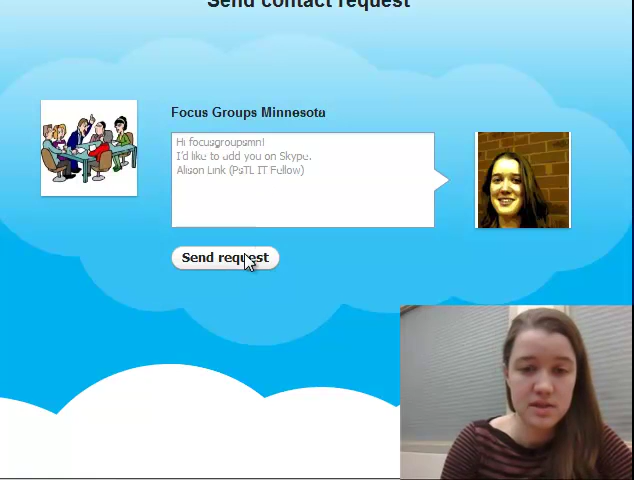 Send contact request
Focus Groups Minnesota
Hi focusgroupsmn!
I'd like to add you on Skype.
Alison Link (PsTL IT Fellow)
Send request